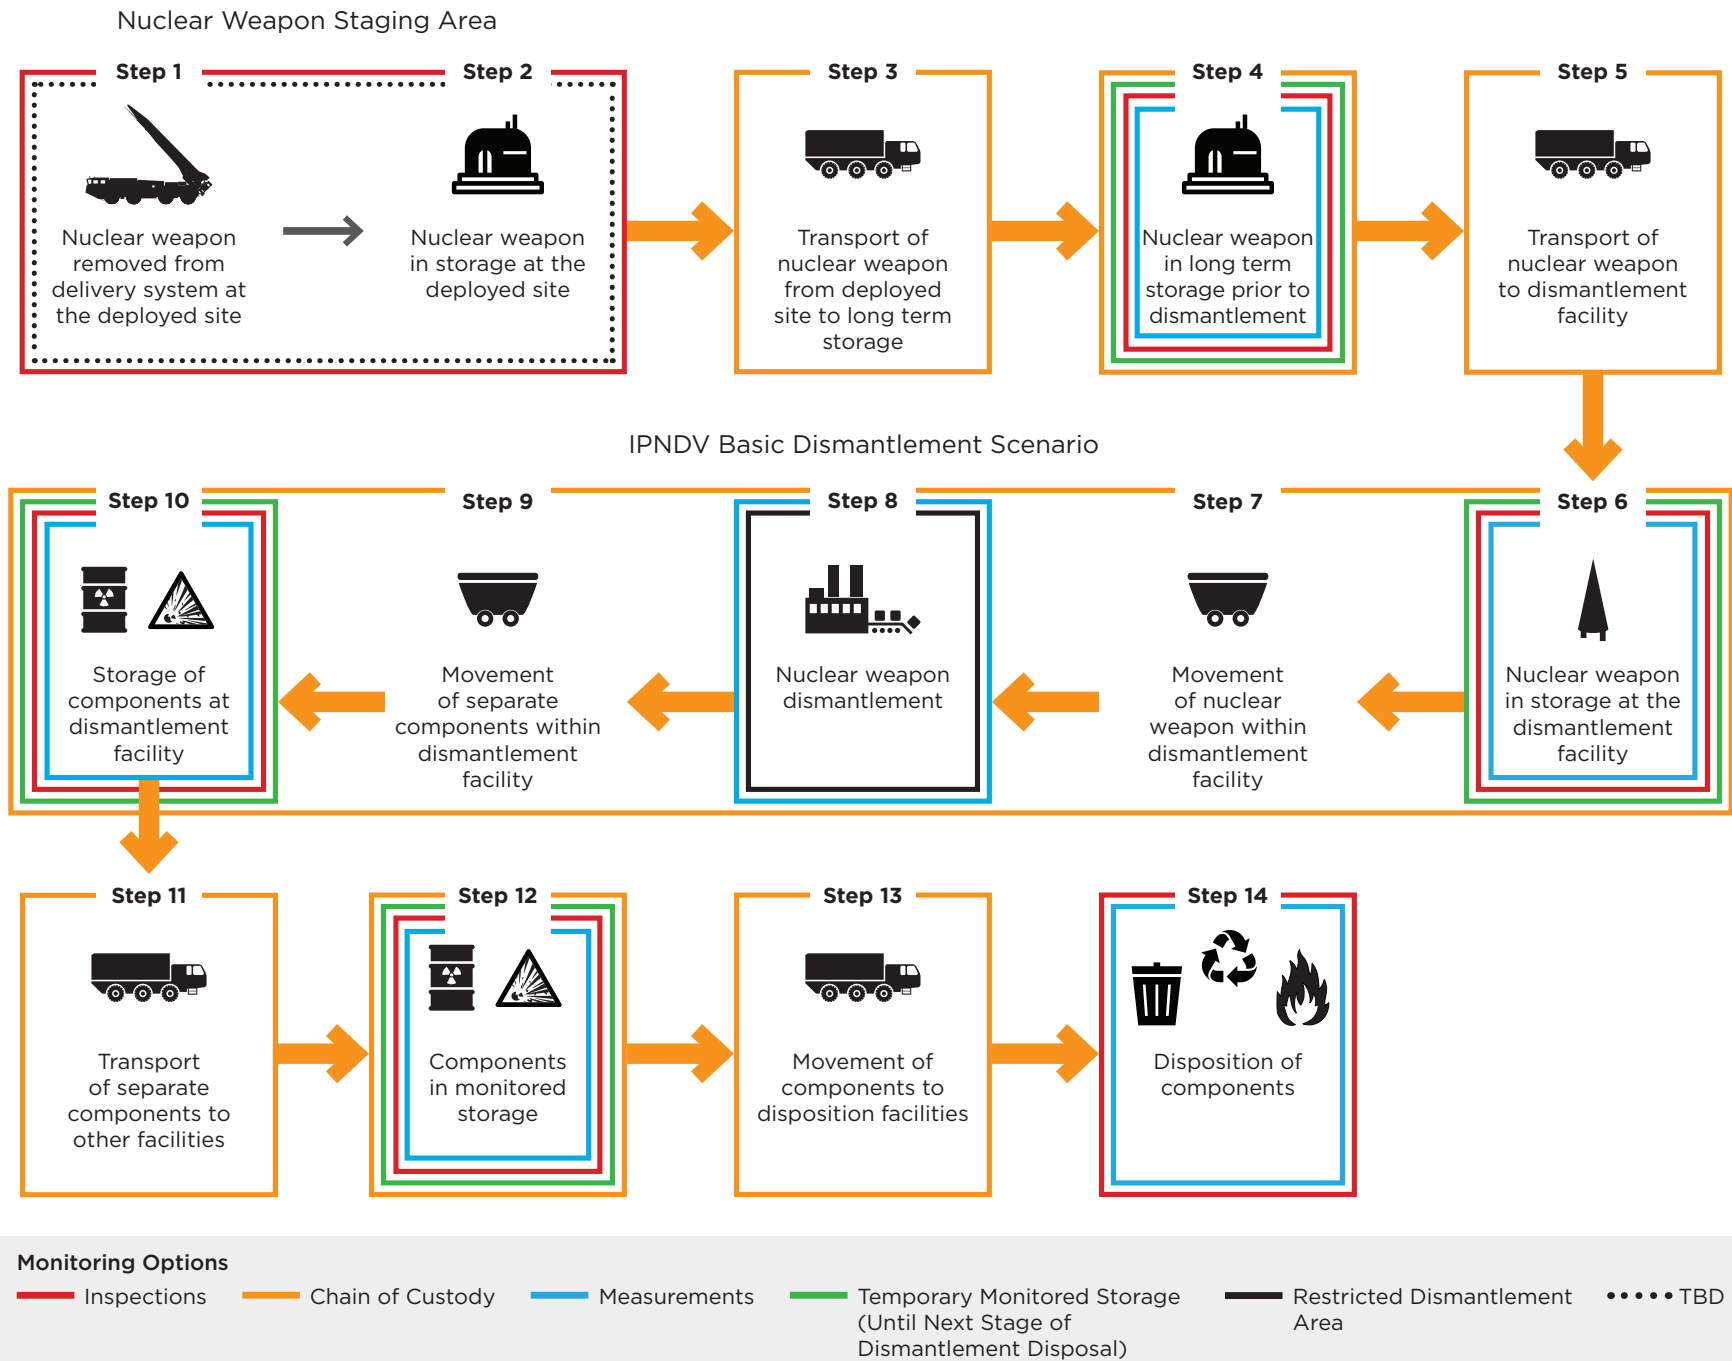 Nuclear Weapon Staging Area
Step 1
Nuclear weapon
removed from
delivery system at
the deployed site
Step 2
Nuclear weapon
in storage at the
deployed site
Step 3
Transport of
nuclear weapon
from deployed
site to long term
storage
Step 4
Nuclear weapon
in long term
storage prior to
dismantlement
Step 5
Transport of
nuclear weapon
to dismantlement
facility
IPNDV Basic Dismantlement Scenario
Step 10
Storage of
components at
dismantlement
facility
Step 9
Movement
of separate
components within
dismantlement
facility
Step 8
Nuclear weapon
dismantlement
Step 7
Movement
of nuclear
weapon within
dismantlement
facility
Step 6
Nuclear weapon
in storage at the
dismantlement
facility
Step 11
Transport
of separate
components to
other facilities
Step 12
Components
in monitored
storage
Step 13
Movement of
components to
disposition facilities
Step 14
Disposition of
components
Monitoring Options
Inspections
Chain of Custody
Measurements
Temporary Monitored Storage
(Until Next Stage of
Dismantlement Disposal)
Restricted Dismantlement
Area
TBD